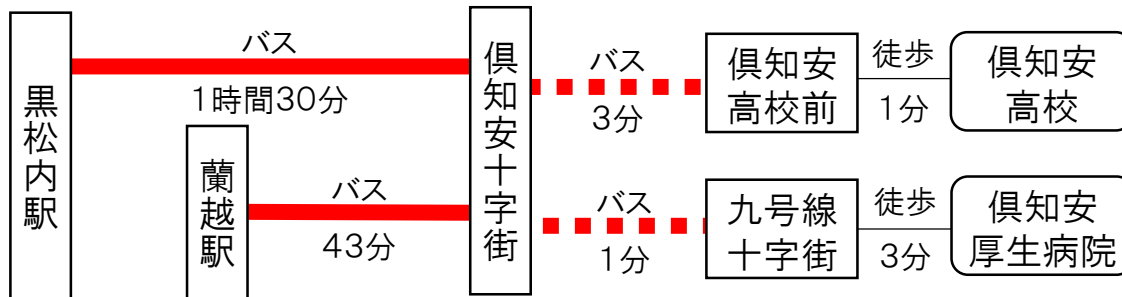 黒松内駅
バス
1時間30分
蘭越駅
バス
43分
倶知安十字街
バス
3分
倶知安
高校前
徒歩
1分
倶知安
高校
バス
1分
九号線
十字街
徒歩
3分
倶知安
厚生病院